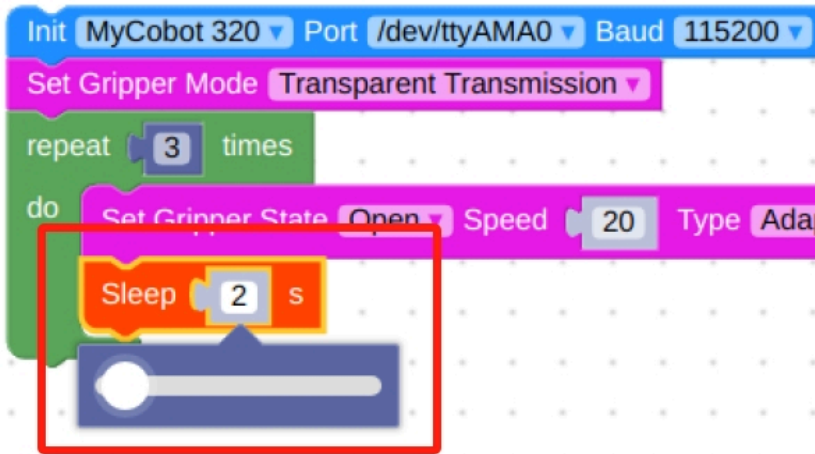 Init MyCobot 320 Port /dev/ttyAMA0 Baud 115200
Set Gripper Mode Transparent Transmission
repeat 3 times
do
Set Gripper State Open Speed 20 Type Adap
Sleep 2 s